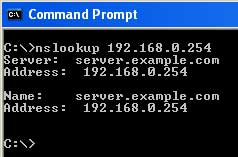 C:\ Command Prompt
C:\>nslookup 192.168.0.254
Server:   server.example.com
Address:  192.168.0.254
Name:     server.example.com
Address:  192.168.0.254
C:\>